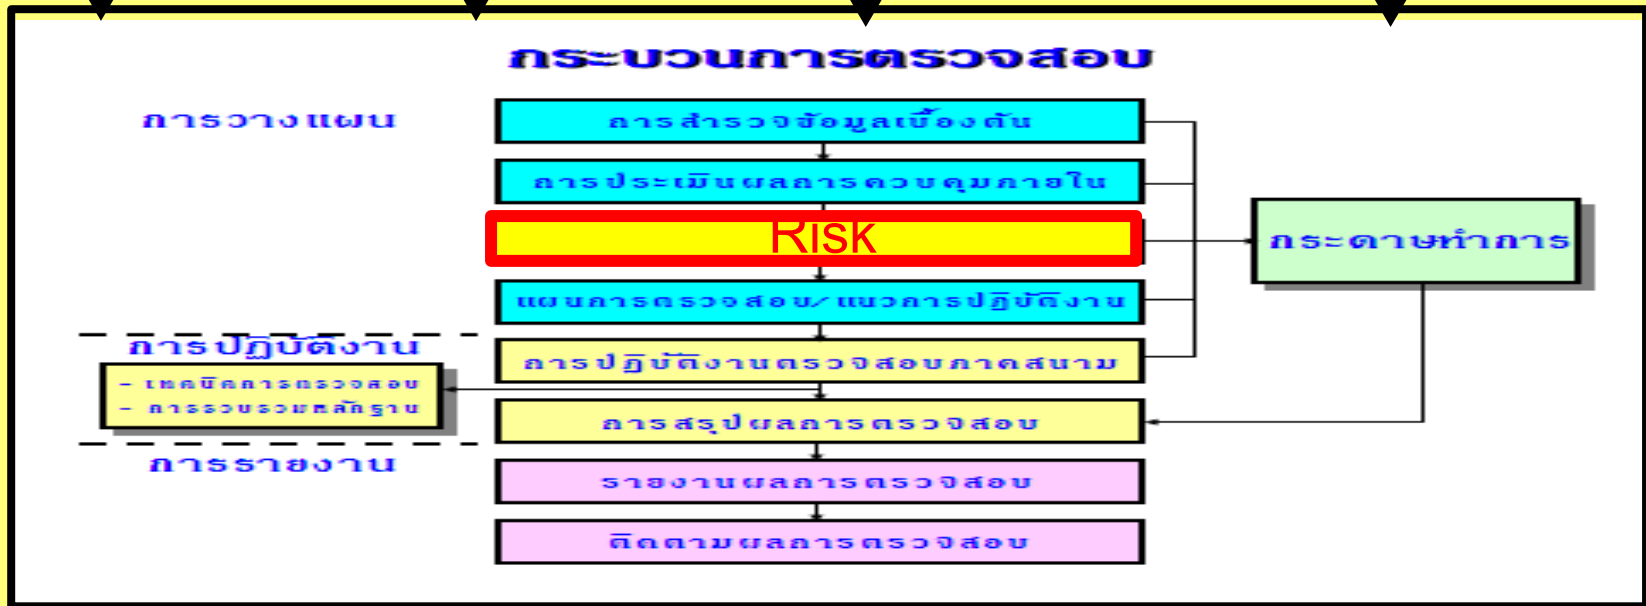 กระบวนการตรวจสอบ
การวางแผน
การสำรวจข้อมูลเบื้องต้น
การประเมินผลการควบคุมภายใน
Risk
กระดาษทำการ
แผนการตรวจสอบ/แนวการปฏิบัติงาน
การปฏิบัติงาน
การปฏิบัติงานตรวจสอบภาคสนาม
- เทคนิคการตรวจสอบ
- การรวบรวมหลักฐาน
การสรุปผลการตรวจสอบ
การรายงาน
รายงานผลการตรวจสอบ
ติดตามผลการตรวจสอบ